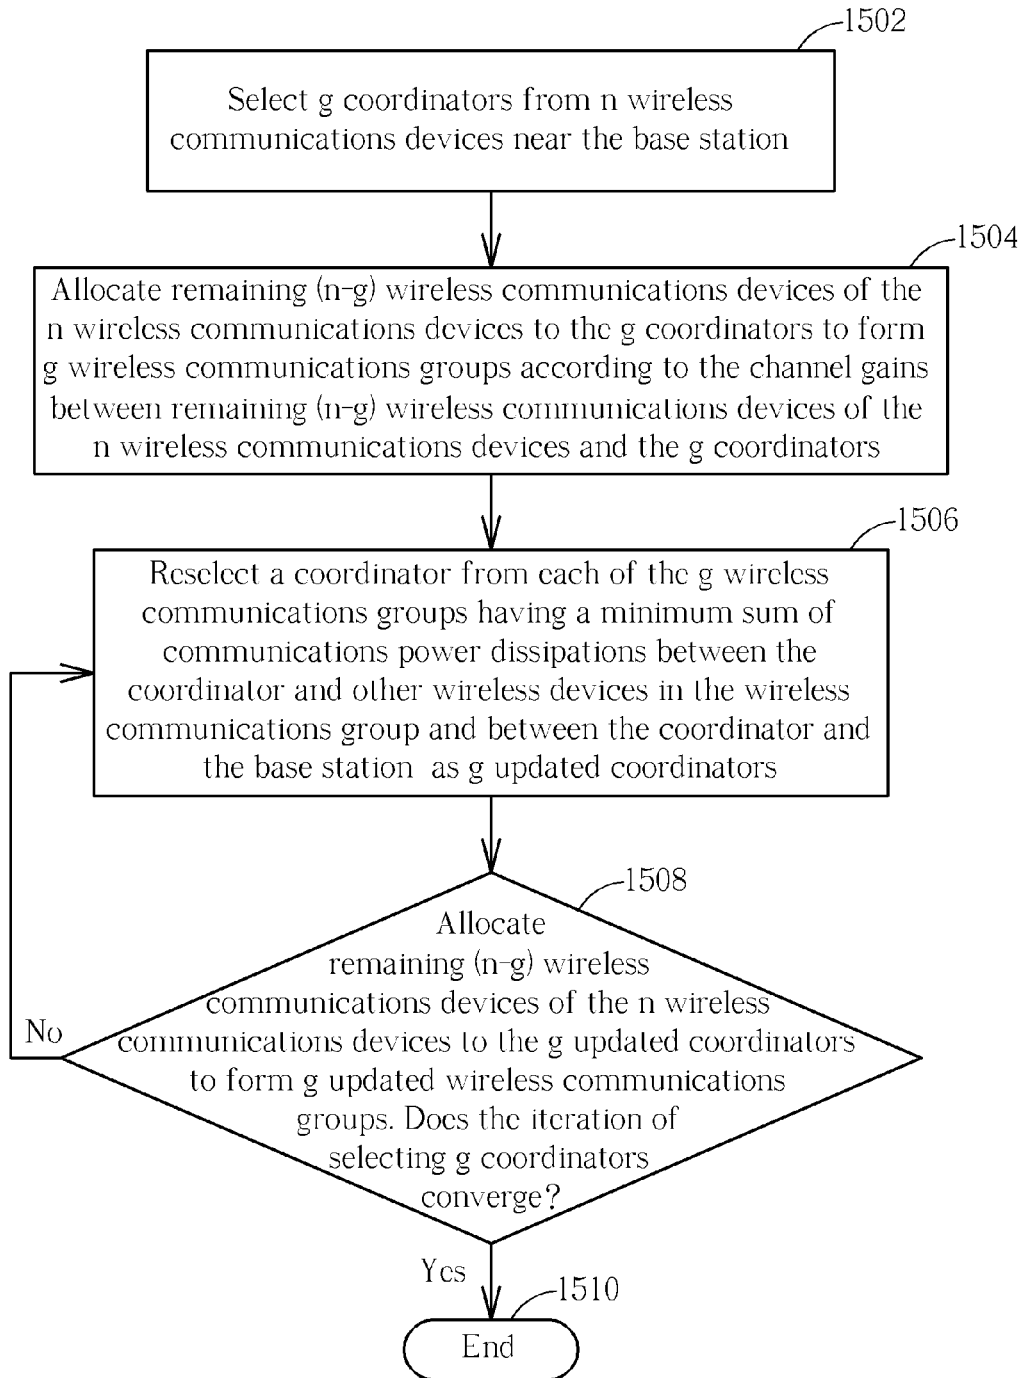 1502
Select g coordinators from n wireless
communications devices near the base station
1504
Allocate remaining (n-g) wireless communications devices of the
n wireless communications devices to the g coordinators to form
g wireless communications groups according to the channel gains
between remaining (n-g) wireless communications devices of the
n wireless communications devices and the g coordinators
1506
Reselect a coordinator from each of the g wireless
communications groups having a minimum sum of
communications power dissipations between the
coordinator and other wireless devices in the wireless
communications group and between the coordinator and
the base station as g updated coordinators
1508
Allocate
remaining (n-g) wireless
communications devices of the n wireless
communications devices to the g updated coordinators
to form g updated wireless communications
groups. Does the iteration of
selecting g coordinators
converge?
No
Yes
1510
End